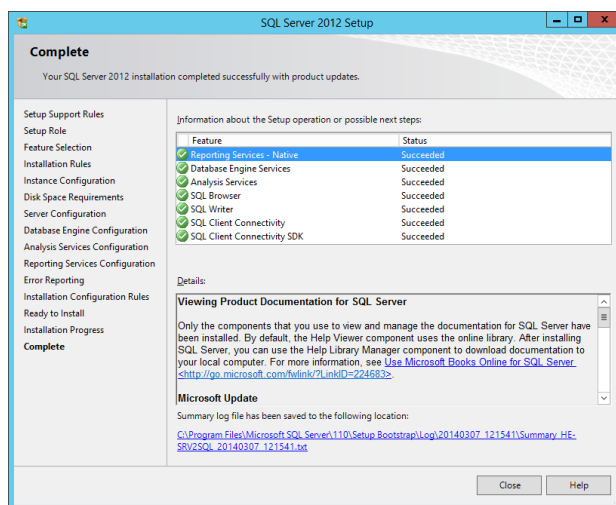 SQL Server 2012 Setup
Complete
Your SQL Server 2012 installation completed successfully with product updates.
Setup Support Rules
Setup Role
Feature Selection
Installation Rules
Instance Configuration
Disk Space Requirements
Server Configuration
Database Engine Configuration
Analysis Services Configuration
Reporting Services Configuration
Error Reporting
Installation Configuration Rules
Ready to Install
Installation Progress
Complete
Information about the Setup operation or possible next steps:
Feature Status
Reporting Services - Native Succeeded
Database Engine Services Succeeded
Analysis Services Succeeded
SQL Browser Succeeded
SQL Writer Succeeded
SQL Client Connectivity Succeeded
SQL Client Connectivity SDK Succeeded
Details:
Viewing Product Documentation for SQL Server
Only the components that you use to view and manage the documentation for SQL Server have
been installed. By default, the Help Viewer component uses the online library. After installing
SQL Server, you can use the Help Library Manager component to download documentation to
your local computer. For more information, see Use Microsoft Books Online for SQL Server
<http://go.microsoft.com/fwlink/?LinkID=224683>.
Microsoft Update
Summary log file has been saved to the following location:
C:\Program Files\Microsoft SQL Server\110\Setup Bootstrap\Log\20140307_121541\Summary_HE-
SRV2SQL_20140307_121541.txt
Close Help